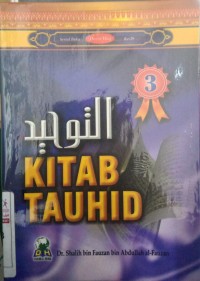 3
التوحيد
KITAB
TAUHID
Dr. Shalih bin Fauzan bin Abdullah al-Fauzan